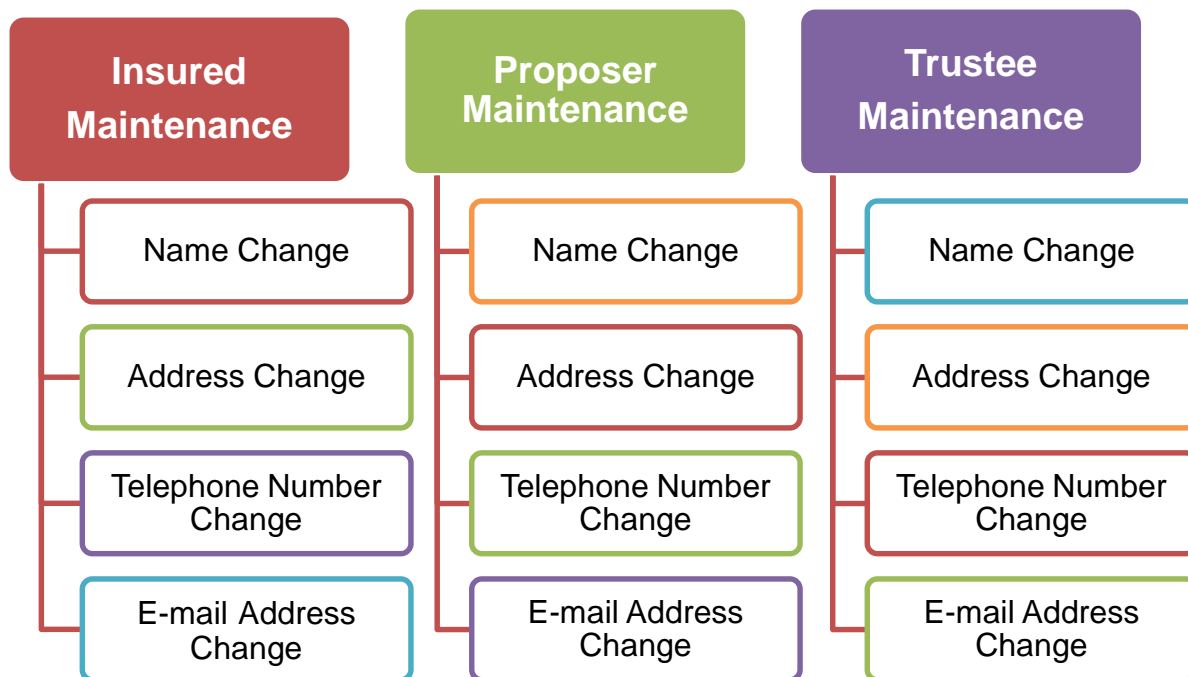 Insured
Maintenance
Name Change
Address Change
Telephone Number
Change
E-mail Address
Change
Proposer
Maintenance
Name Change
Address Change
Telephone Number
Change
E-mail Address
Change
Trustee
Maintenance
Name Change
Address Change
Telephone Number
Change
E-mail Address
Change